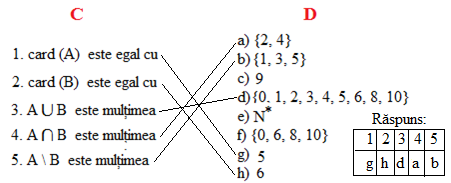 C
D
1. card (A) este egal cu
2. card (B) este egal cu
3. A ∪ B este mulțimea
4. A ∩ B este mulțimea
5. A \ B este mulțimea
a) {2, 4}
b) {1, 3, 5}
c) 9
d) {0, 1, 2, 3, 4, 5, 6, 8, 10}
e) N*
f) {0, 6, 8, 10}
g) 5
h) 6
Răspuns:
1 2 3 4 5
g h d a b